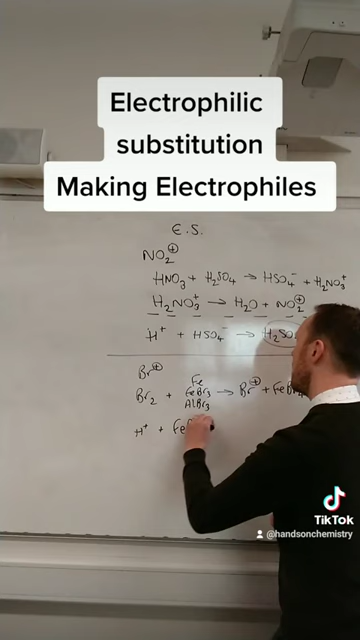 Electrophilic
substitution
Making Electrophiles
E.S.
NO₂⊕
HNO₃ + H₂SO₄ → HSO₄⁻ + H₂NO₃⁺
H₂NO₃⁺ → H₂O + NO₂⊕
H⁺ + HSO₄⁻ → H₂SO₄
Br⊕
Fe
Br₂ + FeBr₃ → Br⊕ + FeBr₄
AlBr₃
H⁺ + Fe
TikTok
@handsonchemistry